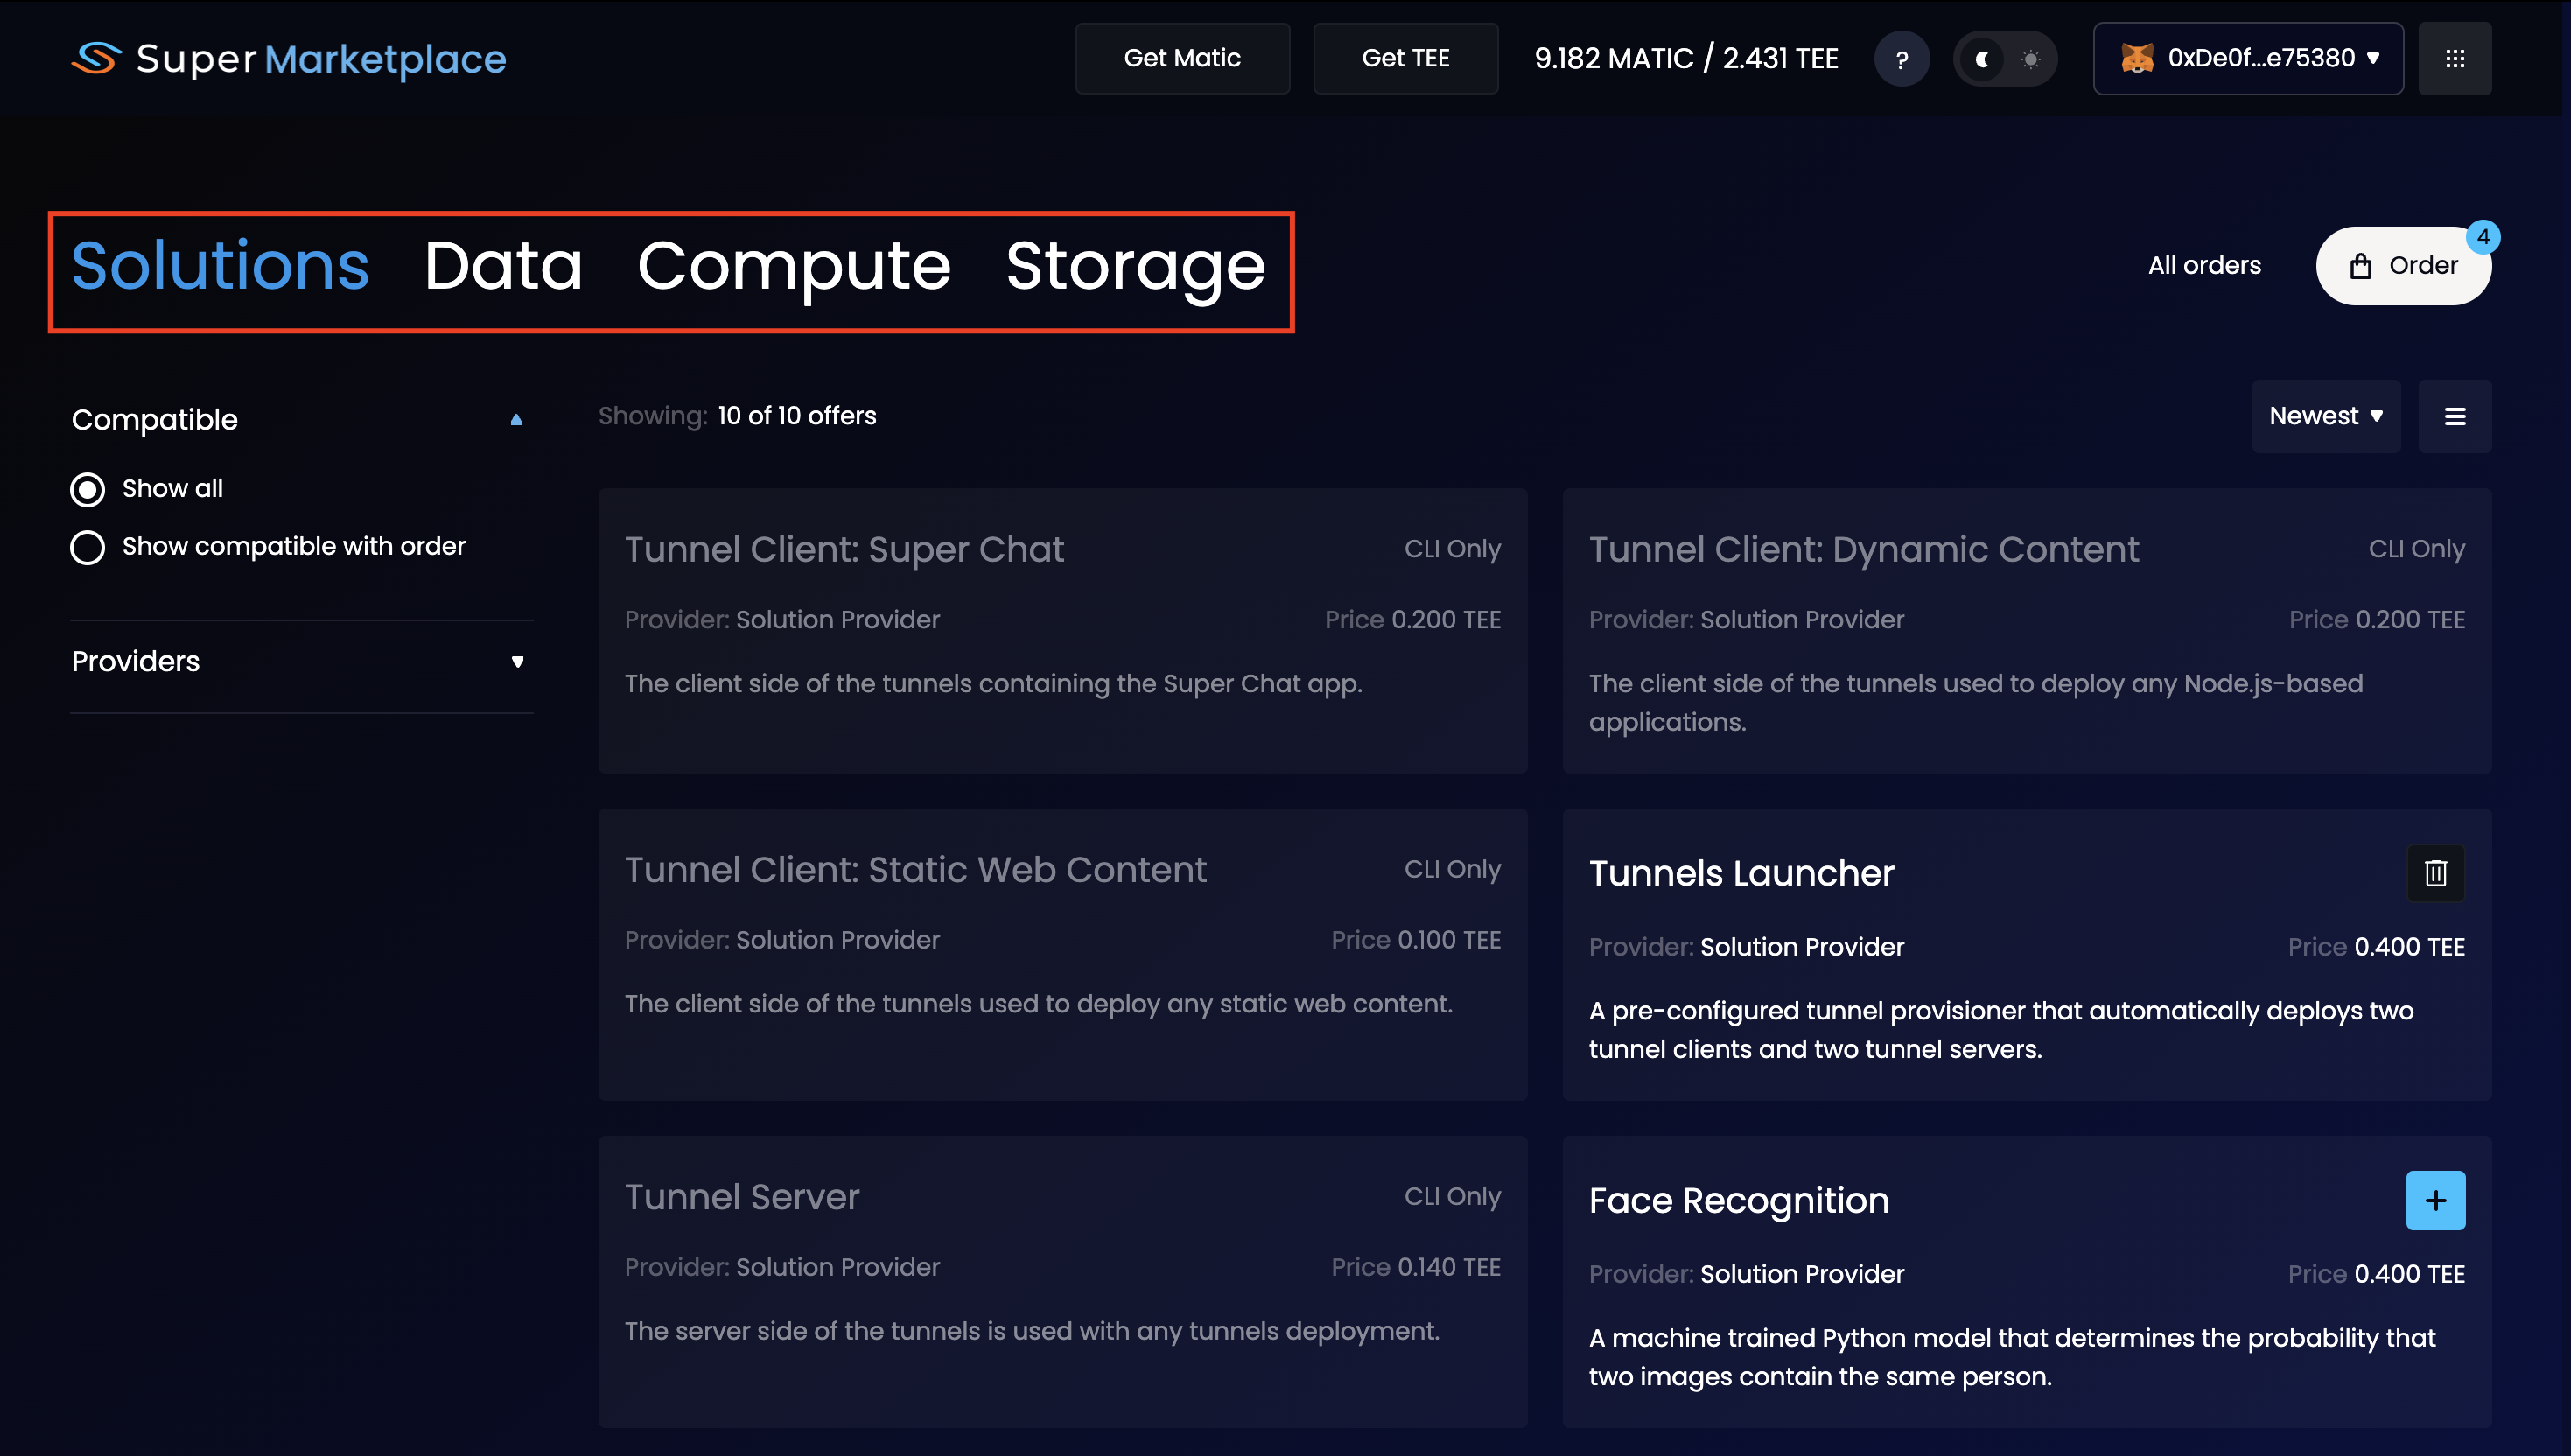 Super Marketplace
Get Matic
Get TEE
9.182 MATIC / 2.431 TEE
?
0xDe0f...e75380
Solutions Data Compute Storage
All orders
Order
4
Compatible
Show all
Show compatible with order
Providers
Showing: 10 of 10 offers
Newest
Tunnel Client: Super Chat
CLI Only
Provider: Solution Provider
Price 0.200 TEE
The client side of the tunnels containing the Super Chat app.
Tunnel Client: Dynamic Content
CLI Only
Provider: Solution Provider
Price 0.200 TEE
The client side of the tunnels used to deploy any Node.js-based
applications.
Tunnel Client: Static Web Content
CLI Only
Provider: Solution Provider
Price 0.100 TEE
The client side of the tunnels used to deploy any static web content.
Tunnels Launcher
Provider: Solution Provider
Price 0.400 TEE
A pre-configured tunnel provisioner that automatically deploys two
tunnel clients and two tunnel servers.
Tunnel Server
CLI Only
Provider: Solution Provider
Price 0.140 TEE
The server side of the tunnels is used with any tunnels deployment.
Face Recognition
Provider: Solution Provider
Price 0.400 TEE
A machine trained Python model that determines the probability that
two images contain the same person.